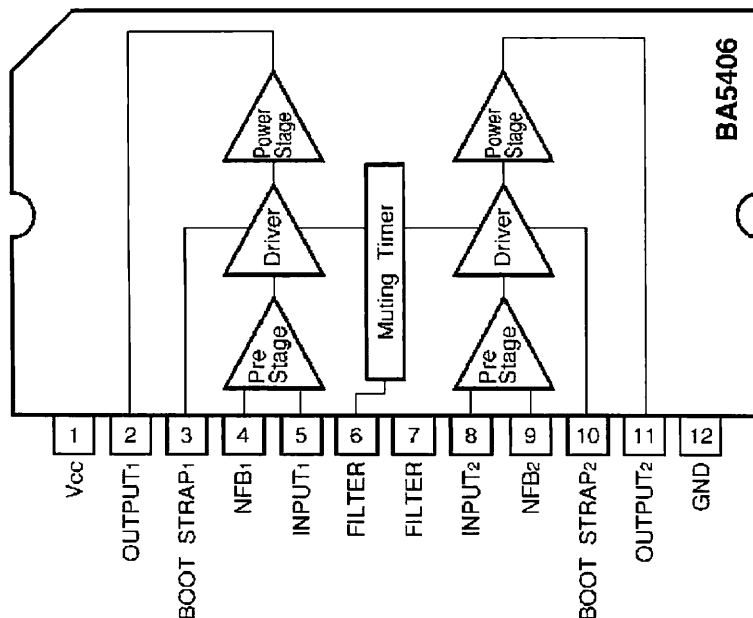 BA5406
Power Stage
Power Stage
Driver
Driver
Muting Timer
Pre Stage
Pre Stage
1 2 3 4 5 6 7 8 9 10 11 12
Vcc
OUTPUT1
BOOT STRAP1
NFB1
INPUT1
FILTER
FILTER
INPUT2
NFB2
BOOT STRAP2
OUTPUT2
GND